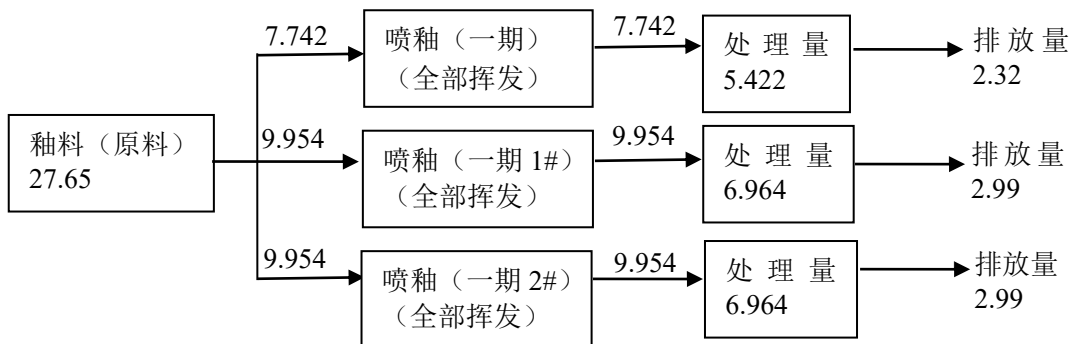 7.742
喷釉（一期）
（全部挥发）
7.742
处 理 量
5.422
排 放 量
2.32
釉料（原料）
27.65
9.954
喷釉（一期 1#）
（全部挥发）
9.954
处 理 量
6.964
排 放 量
2.99
9.954
喷釉（一期 2#）
（全部挥发）
9.954
处 理 量
6.964
排放量
2.99